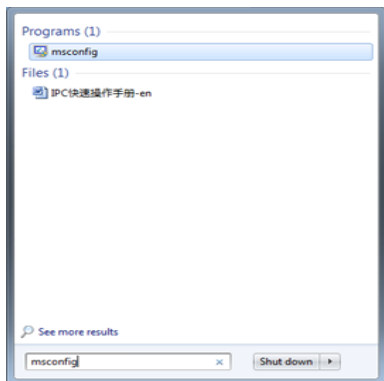 Programs (1)
msconfig
Files (1)
IPC快速操作手册-en
See more results
msconfig
Shut down